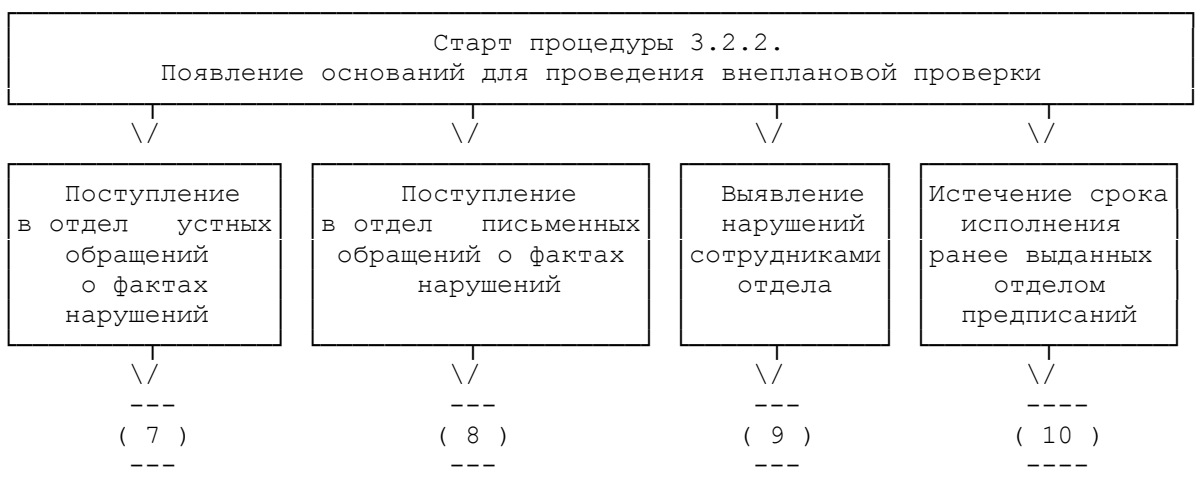 Старт процедуры 3.2.2.
Появление оснований для проведения внеплановой проверки
Поступление
в отдел устных
обращений
о фактах
нарушений
Поступление
в отдел письменных
обращений о фактах
нарушений
Выявление
нарушений
сотрудниками
отдела
Истечение срока
исполнения
ранее выданных
отделом
предписаний
( 7 )
( 8 )
( 9 )
( 10 )